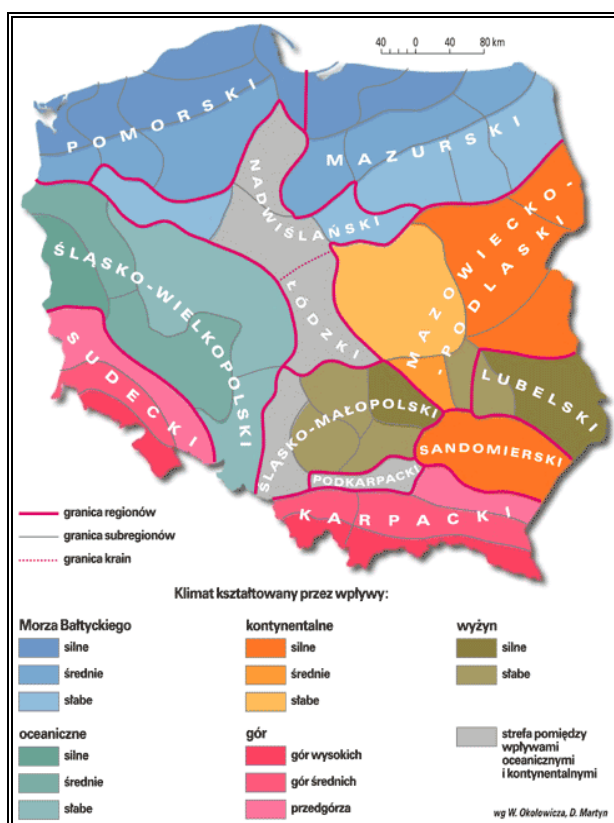 40 0 40 80 km
POMORSKI
MAZURSKI
NADWIŚLAŃSKI
MAZOWIECKO-
-PODLASKI
ŚLĄSKO-WIELKOPOLSKI
ŁÓDZKI
SUDECKI
LUBELSKI
ŚLĄSKO-MAŁOPOLSKI
SANDOMIERSKI
PODKARPACKI
KARPACKI
granica regionów
granica subregionów
granica krain
Klimat kształtowany przez wpływy:
Morza Bałtyckiego
silne
średnie
słabe
kontynentalne
silne
średnie
słabe
wyżyn
silne
słabe
oceaniczne
silne
średnie
słabe
gór
gór wysokich
gór średnich
przedgórza
strefa pomiędzy
wpływami
oceanicznymi
i kontynentalnymi
wg W. Okołowicza, D. Martyn